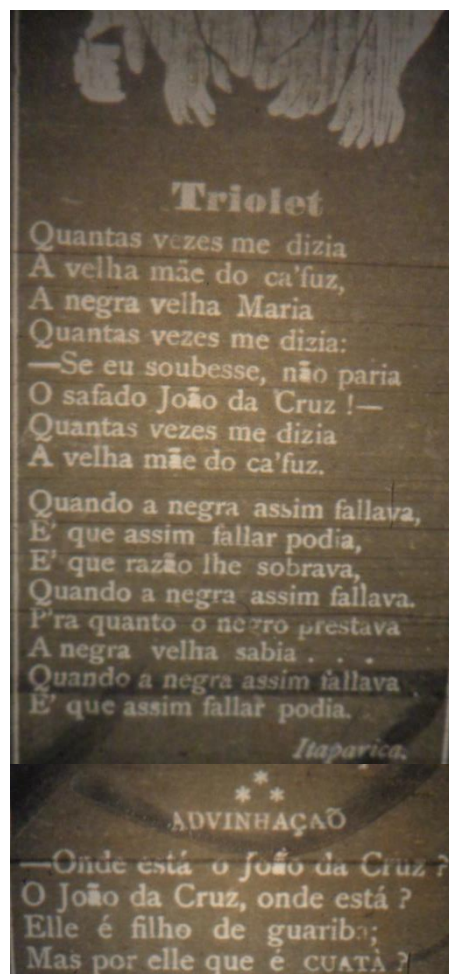 Triolet
Quantas vezes me dizia
A velha mãe do ca'fuz,
A negra velha Maria
Quantas vezes me dizia:
—Se eu soubesse, não paria
O safado João da Cruz !—
Quantas vezes me dizia
A velha mãe do ca'fuz.
Quando a negra assim fallava,
E' que assim fallar podia,
E' que razão lhe sobrava,
Quando a negra assim fallava.
P'ra quanto o negro prestava
A negra velha sabia . . .
Quando a negra assim fallava
E' que assim fallar podia.
Itaparica.
* * *
ADVINHAÇAÕ
—Onde está o João da Cruz ?
O João da Cruz, onde está ?
Elle é filho de guariba;
Mas por elle que é CUATÀ ?